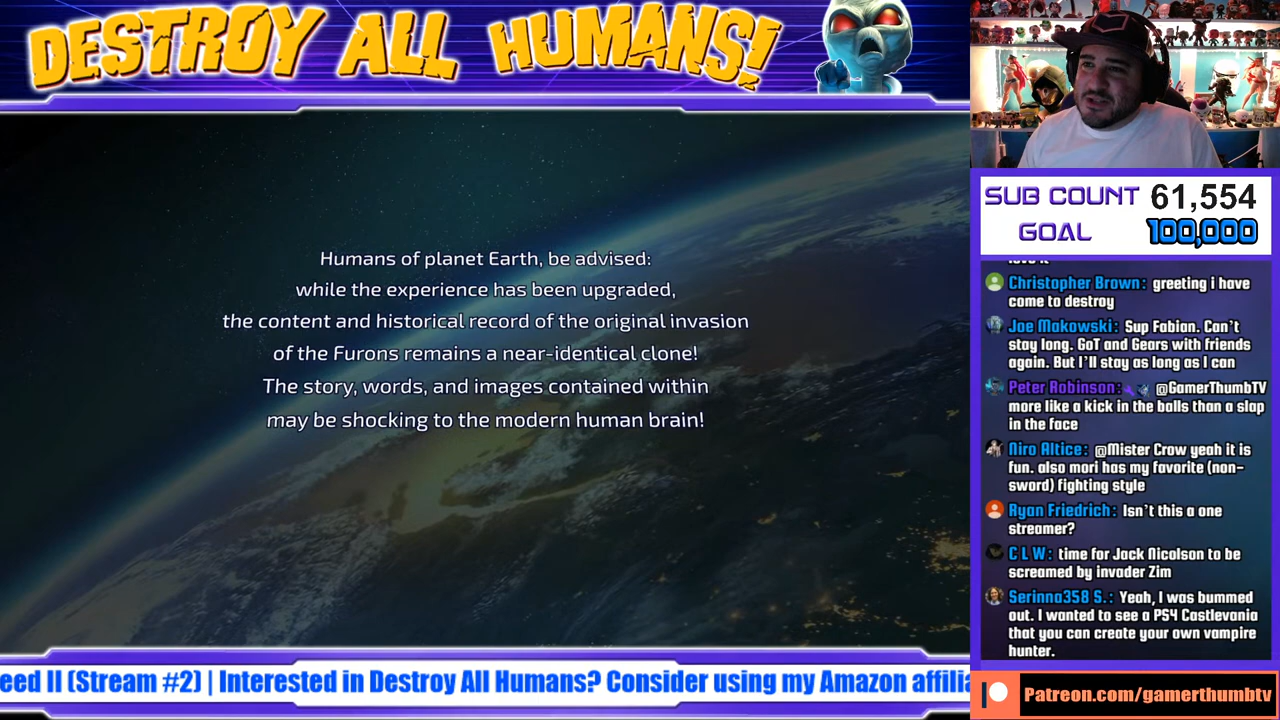 DESTROY ALL HUMANS!
Humans of planet Earth, be advised:
while the experience has been upgraded,
the content and historical record of the original invasion
of the Furons remains a near-identical clone!
The story, words, and images contained within
may be shocking to the modern human brain!
eed II (Stream #2) | Interested in Destroy All Humans? Consider using my Amazon affilia
SUB COUNT 61,554
GOAL 100,000
love it
Christopher Brown: greeting i have
come to destroy
Joe Makowski: Sup Fabian. Can't
stay long. GoT and Gears with friends
again. But I'll stay as long as I can
Peter Robinson: @GamerThumbTV
more like a kick in the balls than a slap
in the face
Niro Altice: @Mister Crow yeah it is
fun. also mori has my favorite (non-
sword) fighting style
Ryan Friedrich: Isn't this a one
streamer?
C L W: time for Jack Nicolson to be
screamed by invader Zim
Serinna358 S.: Yeah, I was bummed
out. I wanted to see a PS4 Castlevania
that you can create your own vampire
hunter.
Patreon.com/gamerthumbtv